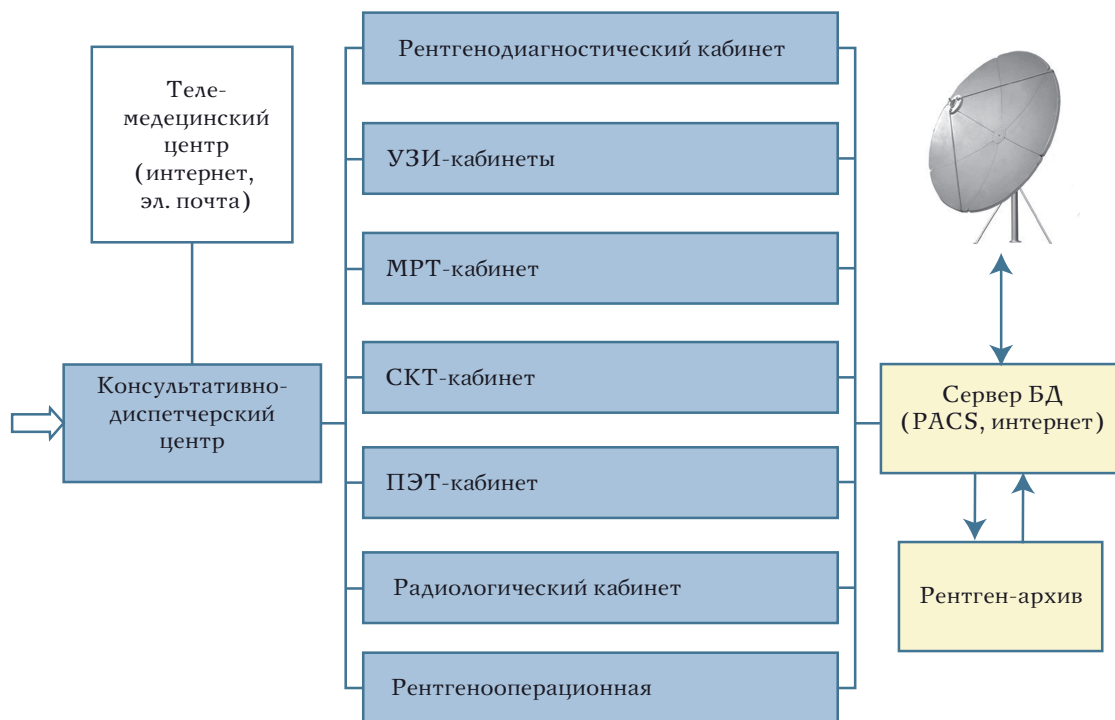 Теле-
медецинский
центр
(интернет,
эл. почта)
Консультативно-
диспетчерский
центр
Рентгенодиагностический кабинет
УЗИ-кабинеты
МРТ-кабинет
СКТ-кабинет
ПЭТ-кабинет
Радиологический кабинет
Рентгенооперационная
Сервер БД
(PACS, интернет)
Рентген-архив